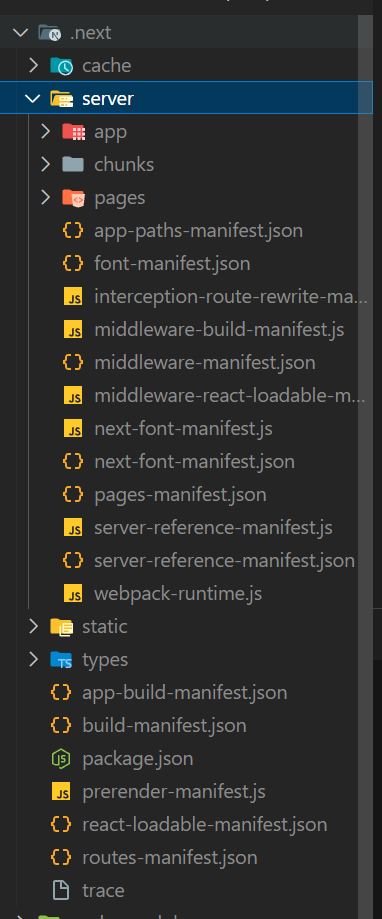 .next
cache
server
app
chunks
pages
app-paths-manifest.json
font-manifest.json
interception-route-rewrite-ma...
middleware-build-manifest.js
middleware-manifest.json
middleware-react-loadable-m...
next-font-manifest.js
next-font-manifest.json
pages-manifest.json
server-reference-manifest.js
server-reference-manifest.json
webpack-runtime.js
static
types
app-build-manifest.json
build-manifest.json
package.json
prerender-manifest.js
react-loadable-manifest.json
routes-manifest.json
trace